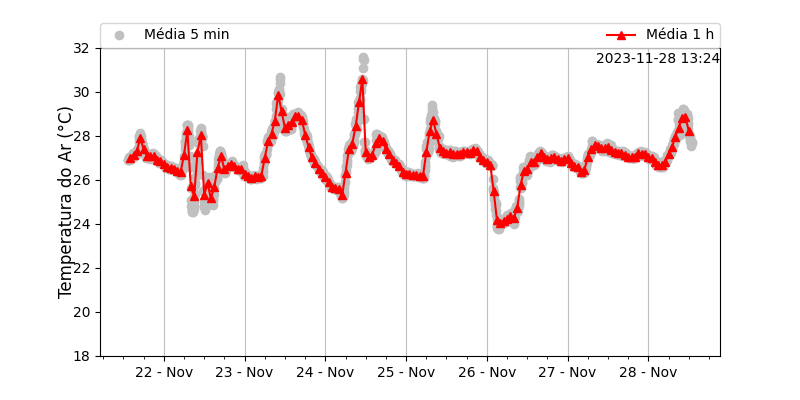 Média 5 min
Média 1 h
2023-11-28 13:24
Temperatura do Ar (°C)
32
30
28
26
24
22
20
18
22 - Nov
23 - Nov
24 - Nov
25 - Nov
26 - Nov
27 - Nov
28 - Nov